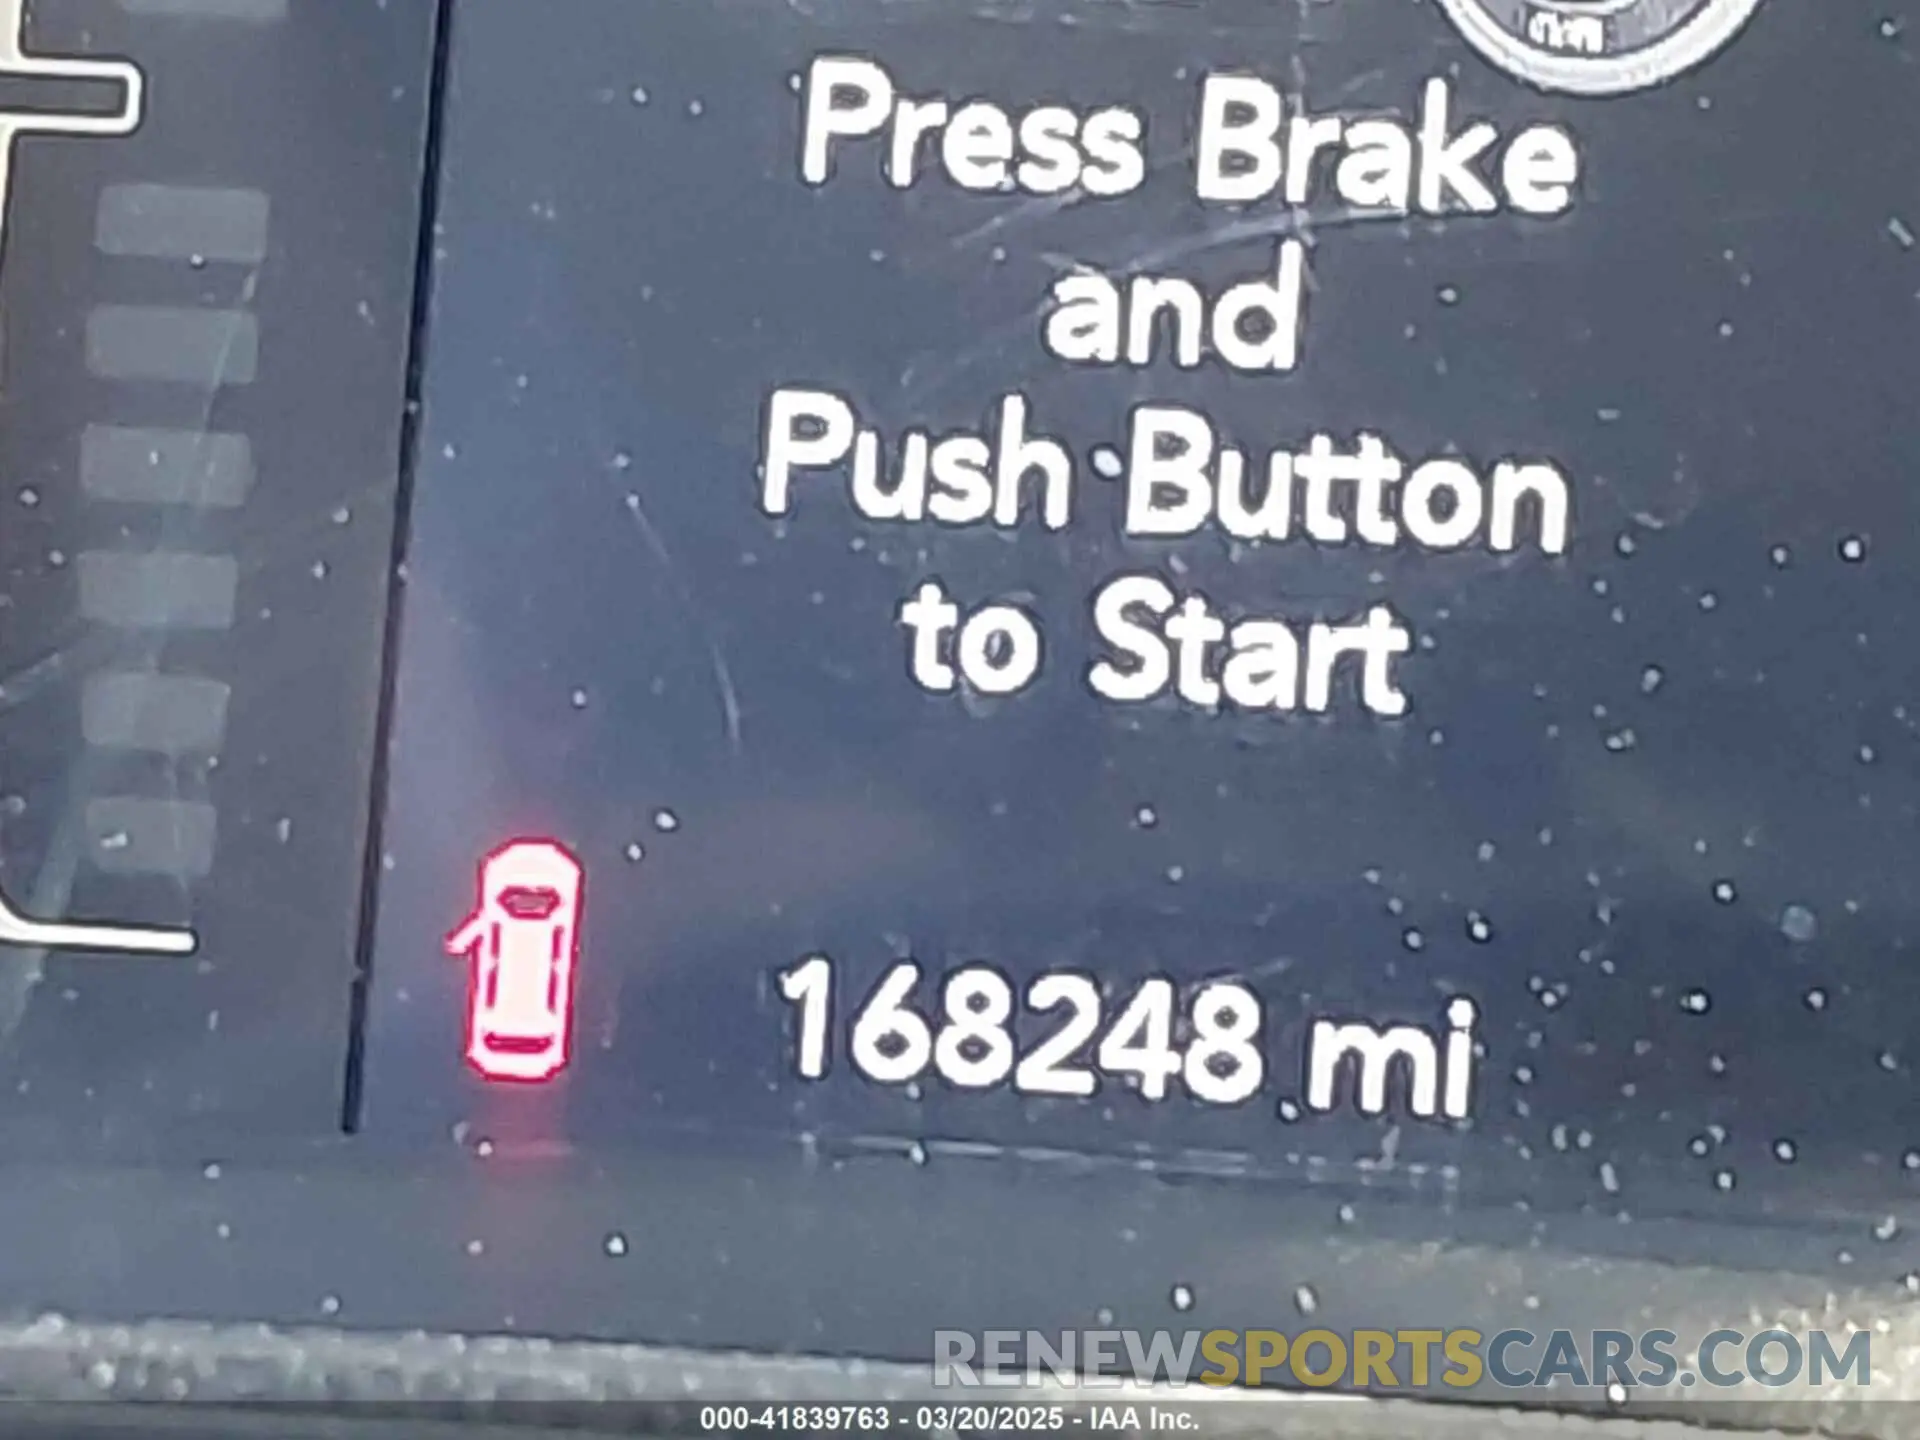 Press Brake
and
Push Button
to Start
168248 mi
RENEWSPORTSCARS.COM
000-41839763 - 03/20/2025 - IAA Inc.